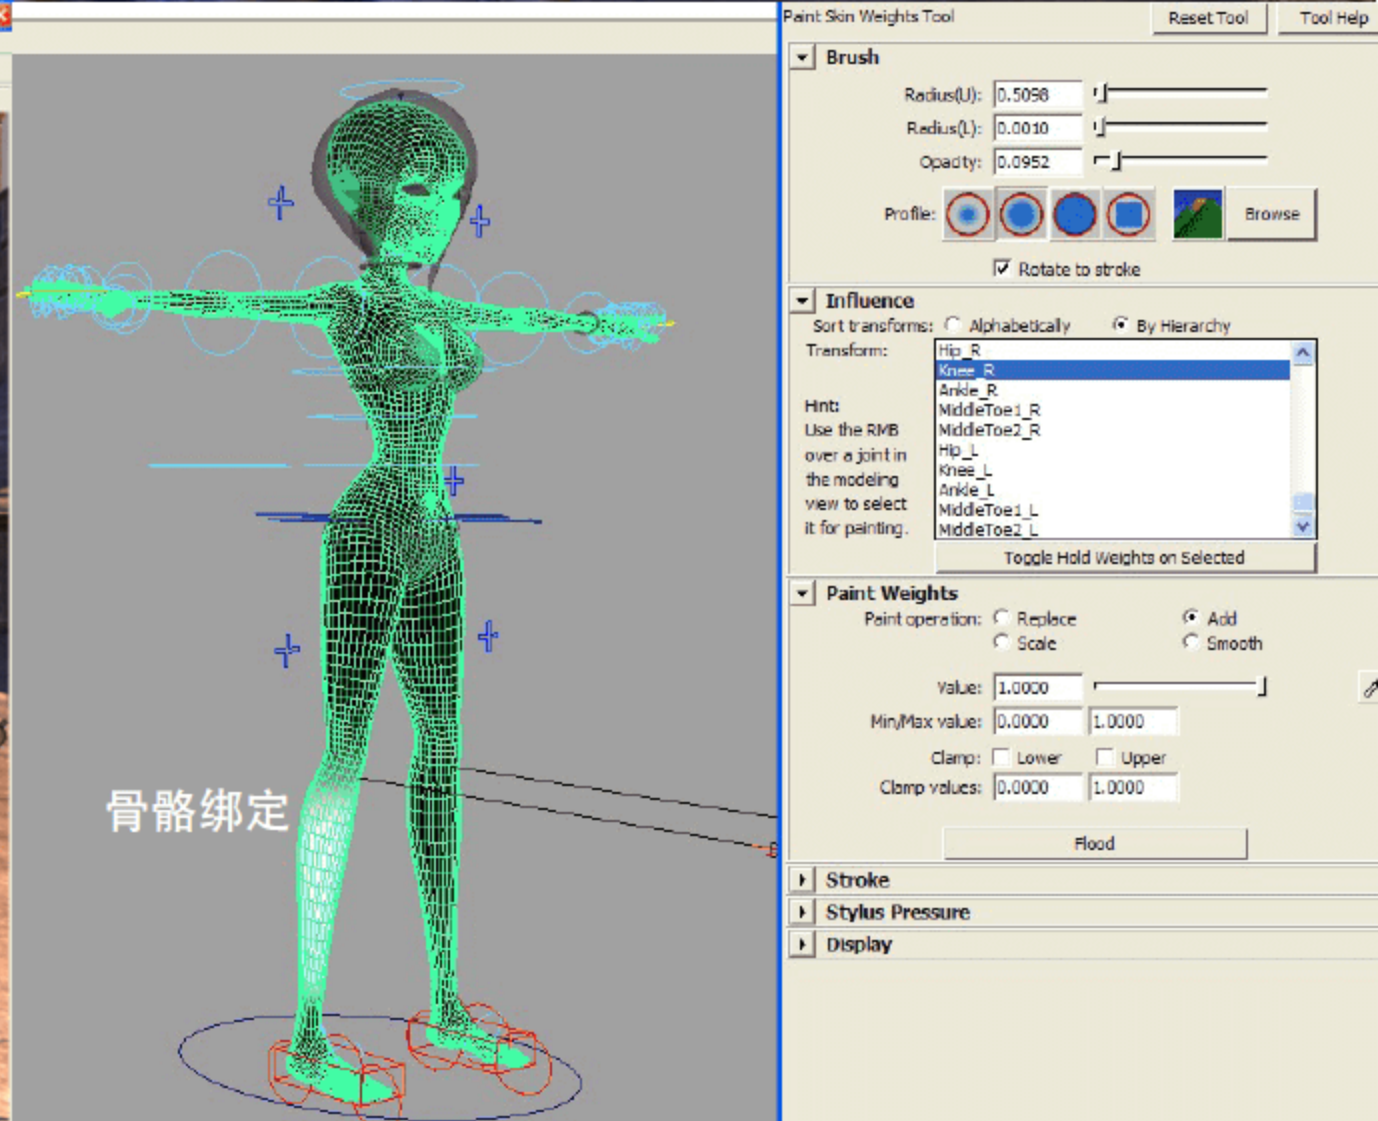 Paint Skin Weights Tool
Reset Tool
Tool Help
Brush
Radius(U): 0.5098
Radius(L): 0.0010
Opacity: 0.0952
Profile:
Browse
Rotate to stroke
Influence
Sort transforms: Alphabetically By Hierarchy
Transform:
Hip_R
Knee_R
Ankle_R
MiddleToe1_R
MiddleToe2_R
Hip_L
Knee_L
Ankle_L
MiddleToe1_L
MiddleToe2_L
Hint:
Use the RMB
over a joint in
the modeling
view to select
it for painting.
Toggle Hold Weights on Selected
Paint Weights
Paint operation: Replace Add
Scale Smooth
Value: 1.0000
Min/Max value: 0.0000 1.0000
Clamp: Lower Upper
Clamp values: 0.0000 1.0000
Flood
Stroke
Stylus Pressure
Display
骨骼绑定